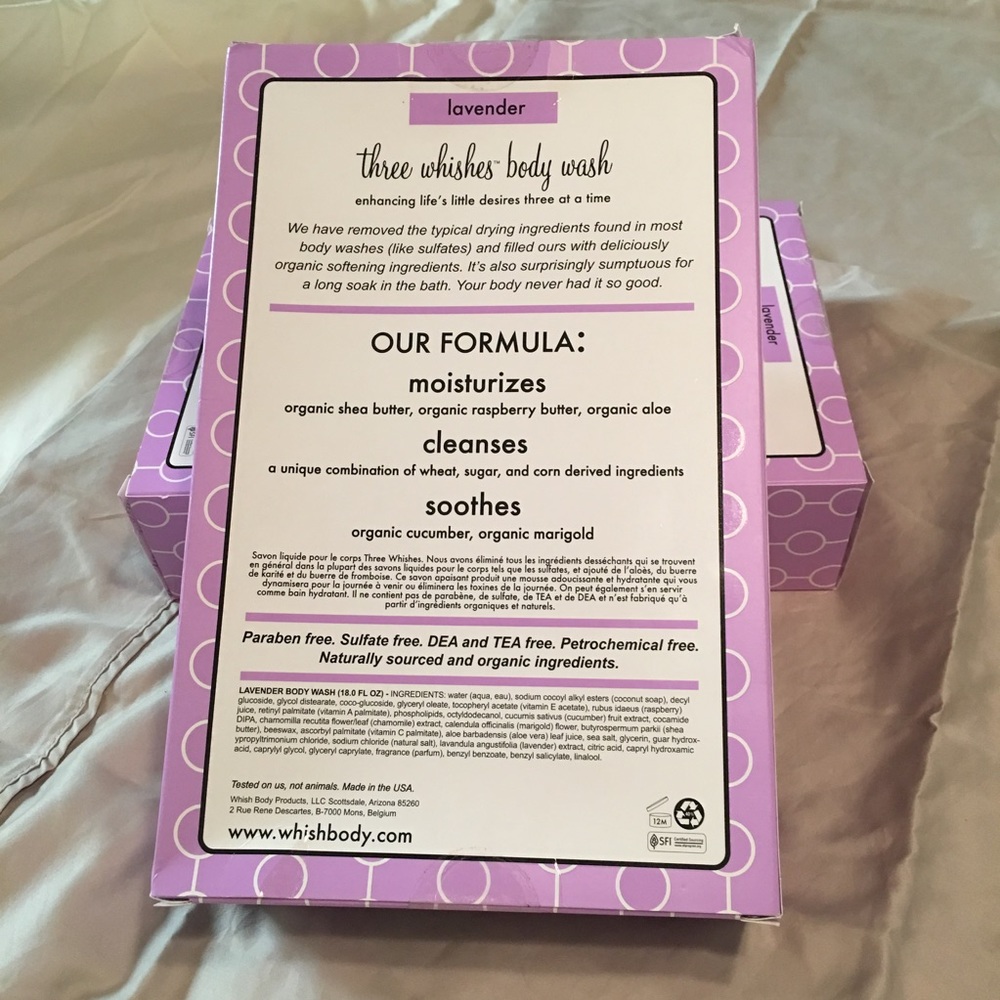 lavender
three whishes™ body wash
enhancing life's little desires three at a time
We have removed the typical drying ingredients found in most
body washes (like sulfates) and filled ours with deliciously
organic softening ingredients. It's also surprisingly sumptuous for
a long soak in the bath. Your body never had it so good.
OUR FORMULA:
moisturizes
organic shea butter, organic raspberry butter, organic aloe
cleanses
a unique combination of wheat, sugar, and corn derived ingredients
soothes
organic cucumber, organic marigold
Savon liquide pour le corps Three Whishes. Nous avons éliminé tous les ingrédients desséchants qui se trouvent
en général dans la plupart des savons liquides pour le corps tels que les sulfates, et ajouté de l'aloès, du buerre
de karité et du buerre de framboise. Ce savon apaisant produit une mousse adoucissante et hydratante qui vous
dynamisera pour la journée à venir ou éliminera les toxines de la journée. On peut également s'en servir
comme bain hydratant. Il ne contient pas de parabène, de sulfate, de TEA et de DEA et n'est fabriqué qu'à
partir d'ingrédients organiques et naturels.
Paraben free. Sulfate free. DEA and TEA free. Petrochemical free.
Naturally sourced and organic ingredients.
LAVENDER BODY WASH (18.0 FL OZ) - INGREDIENTS: water (aqua, eau), sodium cocoyl alkyl esters (coconut soap), decyl
glucoside, glycol distearate, coco-glucoside, glyceryl oleate, tocopheryl acetate (vitamin E acetate), rubus idaeus (raspberry)
juice, retinyl palmitate (vitamin A palmitate), phospholipids, octyldodecanol, cucumis sativus (cucumber) fruit extract, cocamide
DIPA, chamomilla recutita flower/leaf (chamomile) extract, calendula officinalis (marigold) flower, butyrospermum parkii (shea
butter), beeswax, ascorbyl palmitate (vitamin C palmitate), aloe barbadensis (aloe vera) leaf juice, sea salt, glycerin, guar hydrox-
ypropyltrimonium chloride, sodium chloride (natural salt), lavandula angustifolia (lavender) extract, citric acid, capryl hydroxamic
acid, caprylyl glycol, glyceryl caprylate, fragrance (parfum), benzyl benzoate, benzyl salicylate, linalool.
Tested on us, not animals. Made in the USA.
Whish Body Products, LLC Scottsdale, Arizona 85260
2 Rue Rene Descartes, B-7000 Mons, Belgium
www.whishbody.com
12M
SFI
Certified Sourcing
lavender